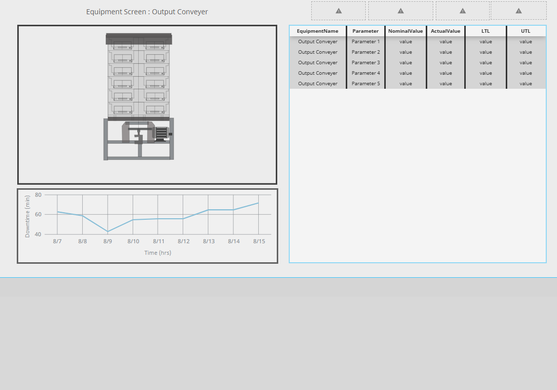 Equipment Screen : Output Conveyer
EquipmentName Parameter NominalValue ActualValue LTL UTL
Output Conveyer Parameter 1 value value value value
Output Conveyer Parameter 2 value value value value
Output Conveyer Parameter 3 value value value value
Output Conveyer Parameter 4 value value value value
Output Conveyer Parameter 5 value value value value
Downtime
80
60
40
8/7 8/8 8/9 8/10 8/11 8/12 8/13 8/14 8/15
Time (hrs)